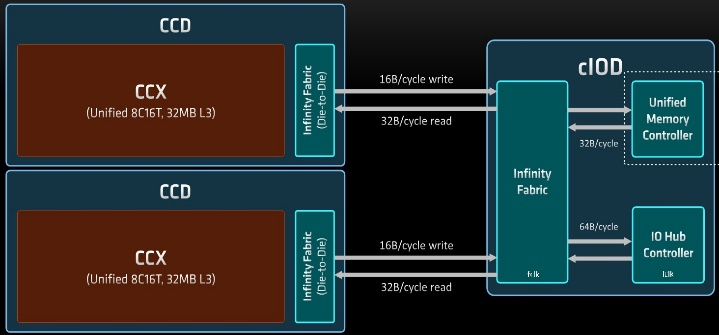 CCD
CCX
(Unified 8C16T, 32MB L3)
Infinity Fabric
(Die-to-Die)
16B/cycle write
32B/cycle read
CCD
CCX
(Unified 8C16T, 32MB L3)
Infinity Fabric
(Die-to-Die)
16B/cycle write
32B/cycle read
cIOD
Infinity
Fabric
fclk
Unified
Memory
Controller
32B/cycle
64B/cycle
IO Hub
Controller
lclk